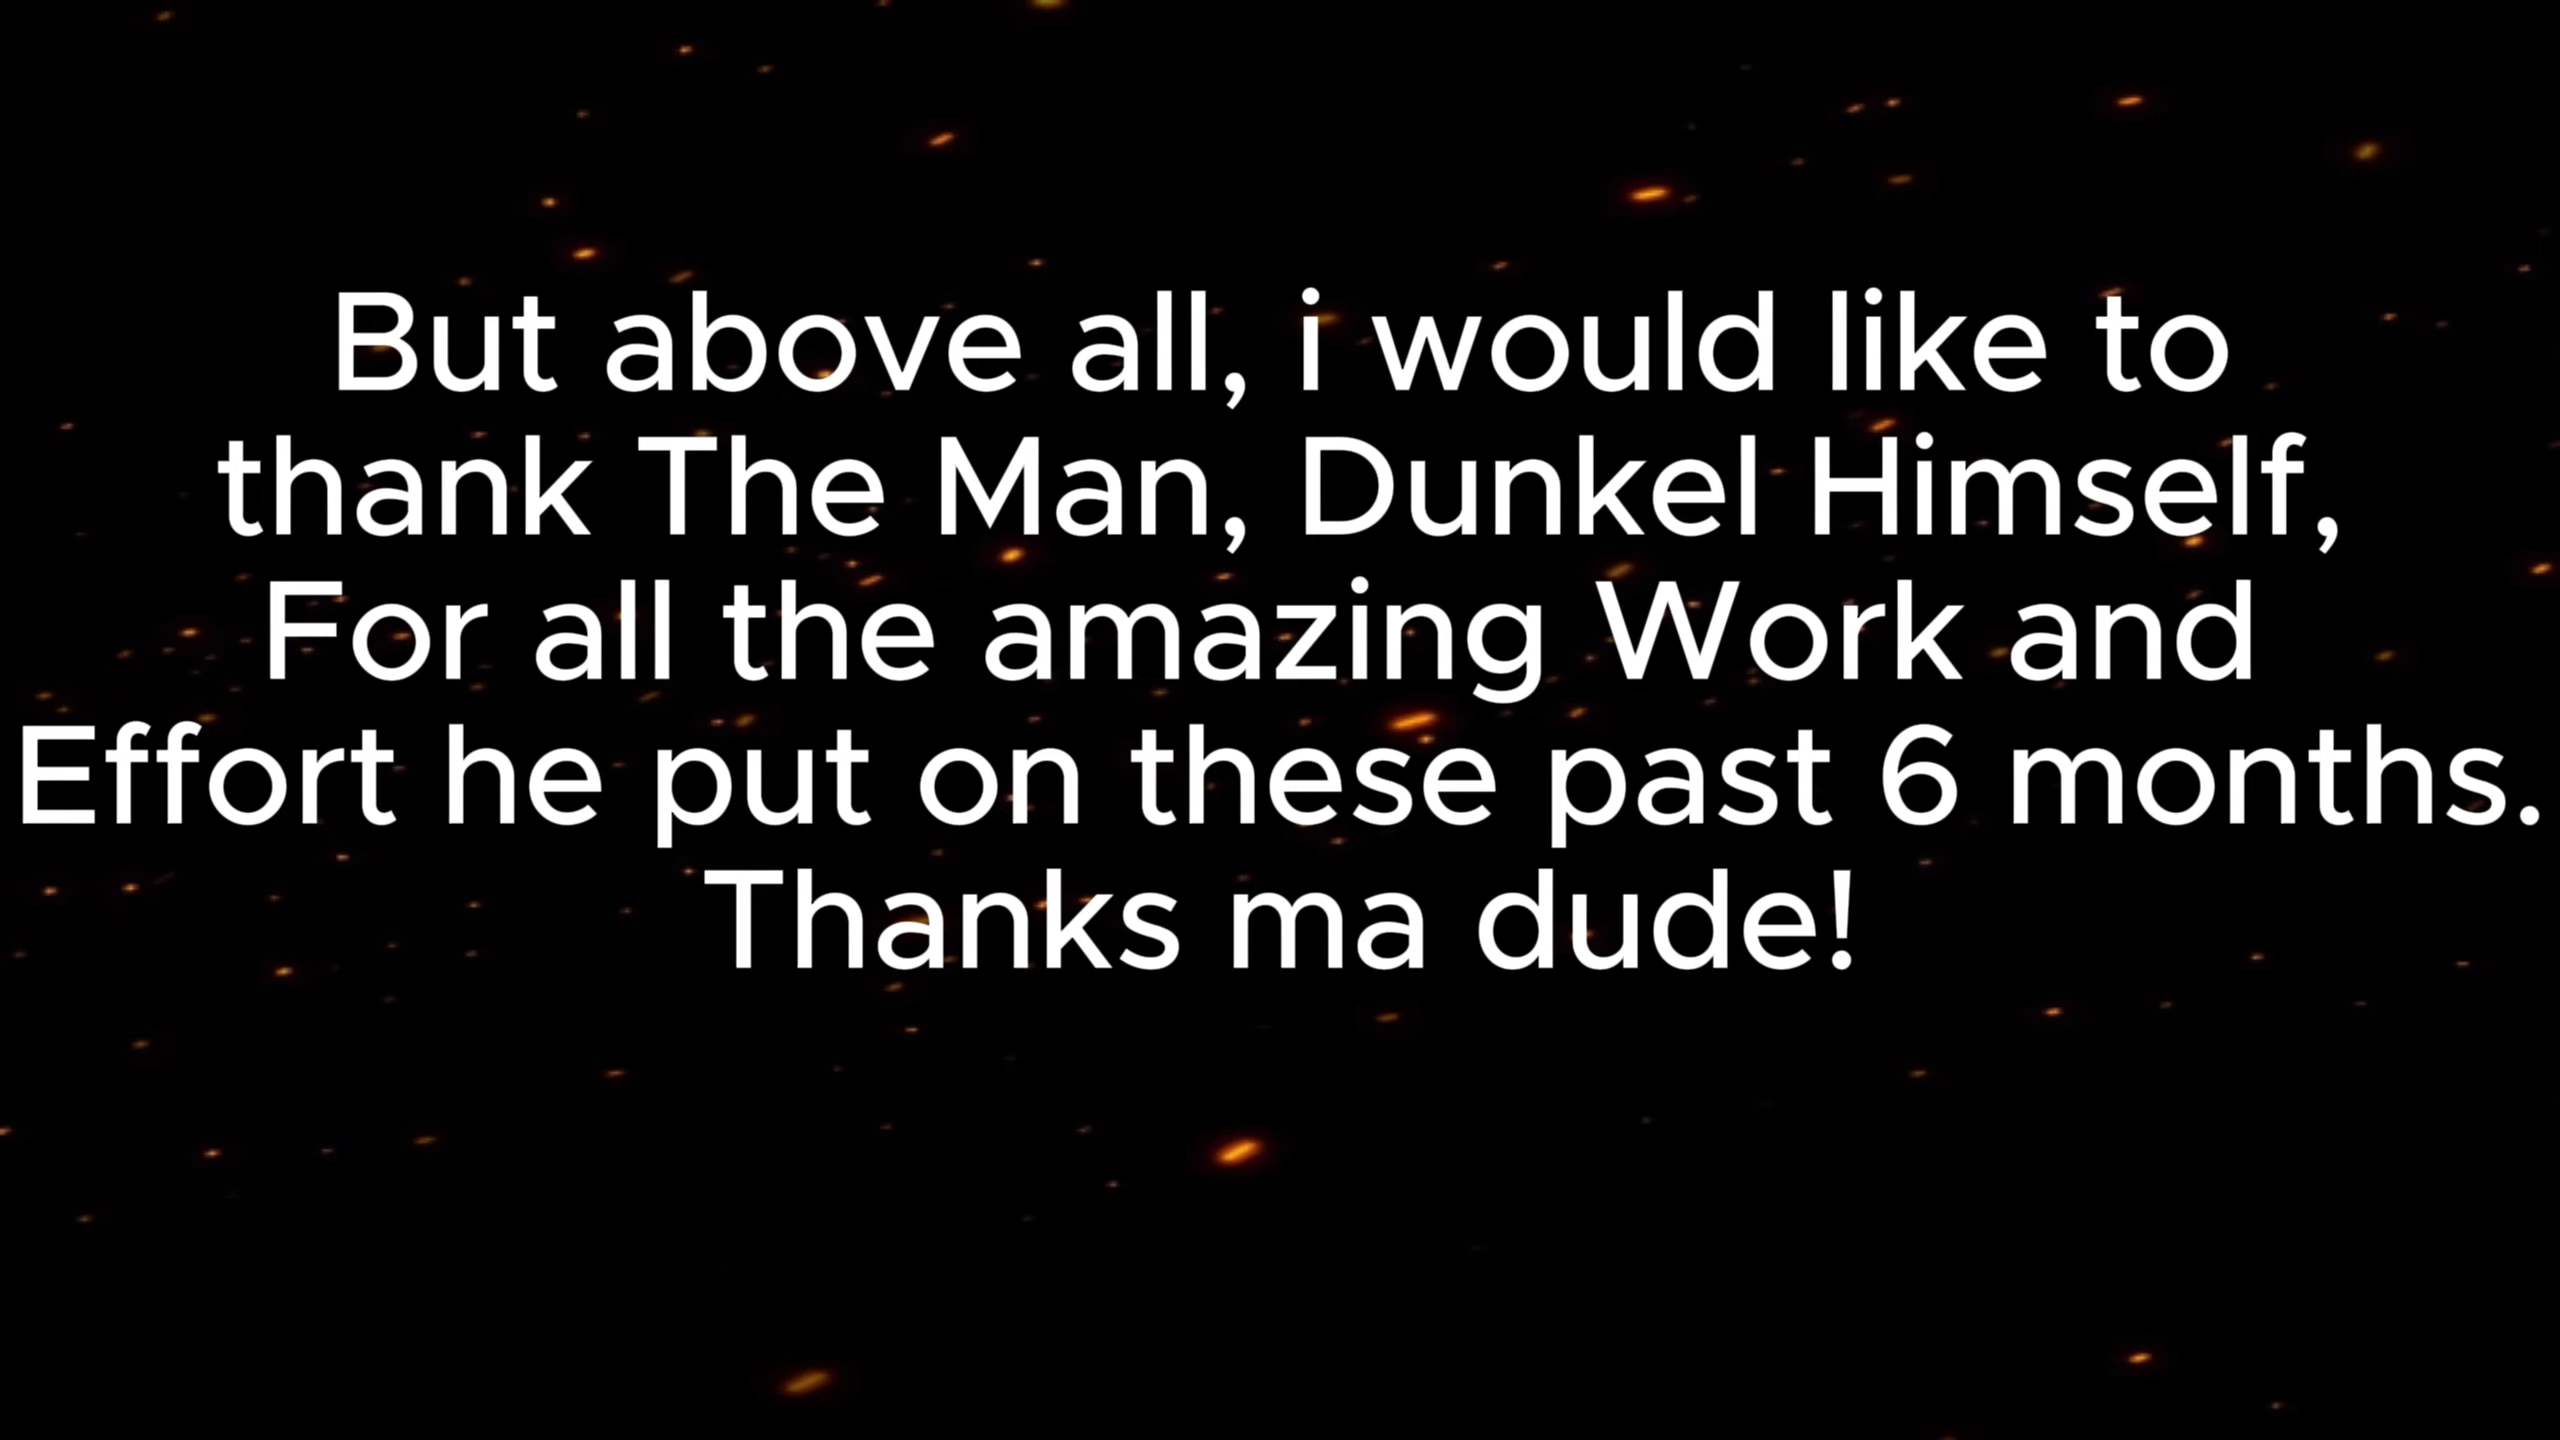 But above all, i would like to
thank The Man, Dunkel Himself,
For all the amazing Work and
Effort he put on these past 6 months.
Thanks ma dude!